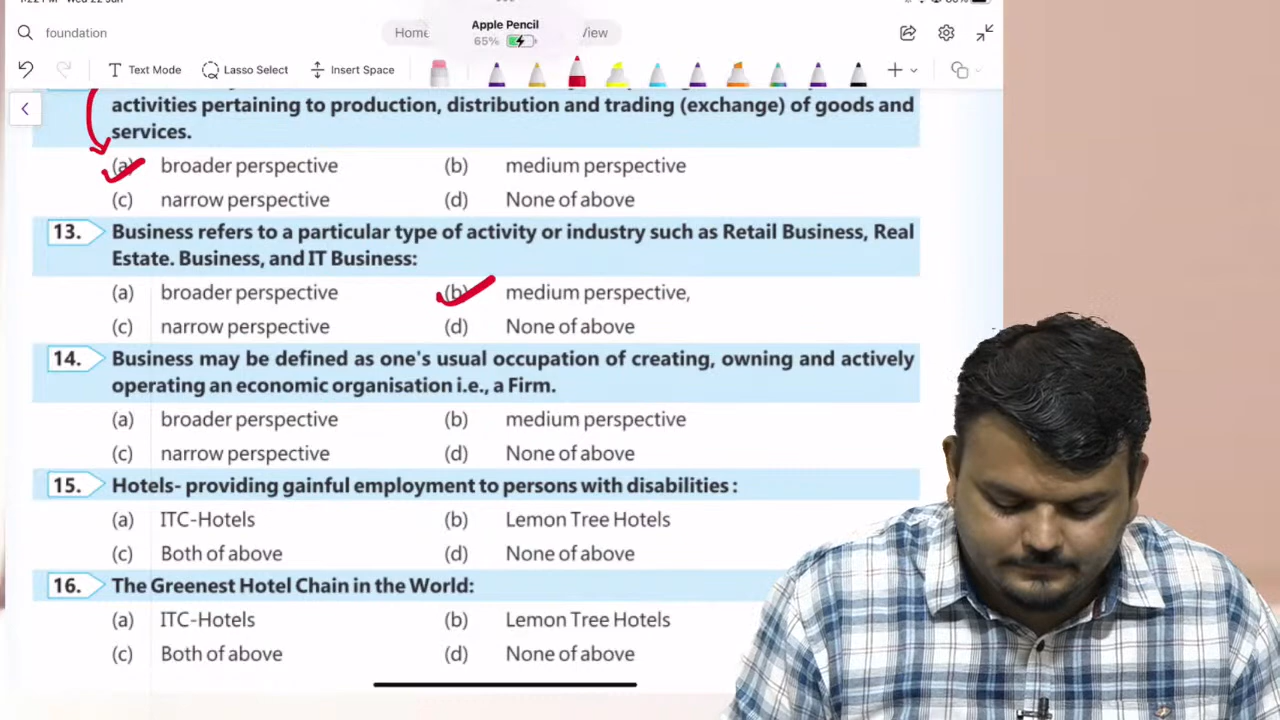 foundation
Home
Apple Pencil
65%
View
Text Mode
Lasso Select
Insert Space
activities pertaining to production, distribution and trading (exchange) of goods and
services.
(a) broader perspective (b) medium perspective
(c) narrow perspective (d) None of above
13. Business refers to a particular type of activity or industry such as Retail Business, Real
Estate. Business, and IT Business:
(a) broader perspective (b) medium perspective,
(c) narrow perspective (d) None of above
14. Business may be defined as one's usual occupation of creating, owning and actively
operating an economic organisation i.e., a Firm.
(a) broader perspective (b) medium perspective
(c) narrow perspective (d) None of above
15. Hotels- providing gainful employment to persons with disabilities :
(a) ITC-Hotels (b) Lemon Tree Hotels
(c) Both of above (d) None of above
16. The Greenest Hotel Chain in the World:
(a) ITC-Hotels (b) Lemon Tree Hotels
(c) Both of above (d) None of above